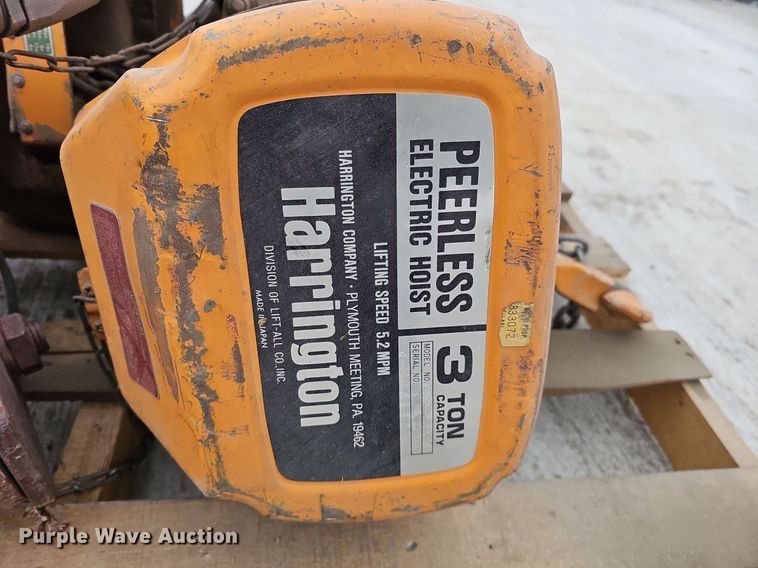 PEERLESS
ELECTRIC HOIST
3 TON
CAPACITY
MODEL NO.
SERIAL NO.
LIFTING SPEED 5.2 MPM
HARRINGTON COMPANY · PLYMOUTH MEETING, PA. 19462
Harrington
DIVISION OF LIFT-ALL CO., INC.
MADE IN JAPAN
833072
Purple Wave Auction